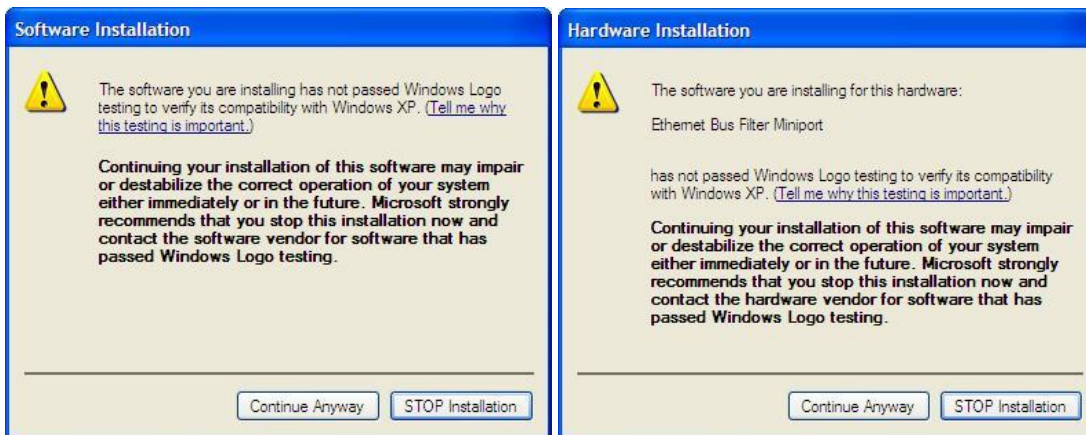 Software Installation
The software you are installing has not passed Windows Logo
testing to verify its compatibility with Windows XP. (Tell me why
this testing is important.)
Continuing your installation of this software may impair
or destabilize the correct operation of your system
either immediately or in the future. Microsoft strongly
recommends that you stop this installation now and
contact the software vendor for software that has
passed Windows Logo testing.
Continue Anyway
STOP Installation
Hardware Installation
The software you are installing for this hardware:
Ethernet Bus Filter Miniport
has not passed Windows Logo testing to verify its compatibility
with Windows XP. (Tell me why this testing is important.)
Continuing your installation of this software may impair
or destabilize the correct operation of your system
either immediately or in the future. Microsoft strongly
recommends that you stop this installation now and
contact the hardware vendor for software that has
passed Windows Logo testing.
Continue Anyway
STOP Installation